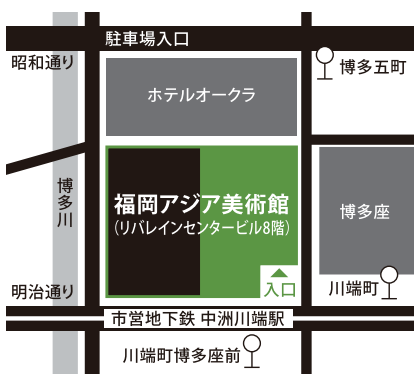 駐車場入口
昭和通り
博多五町
ホテルオークラ
福岡アジア美術館
(リバレインセンタービル8階)
博多川
博多座
入口
明治通り
川端町
市営地下鉄 中洲川端駅
川端町博多座前